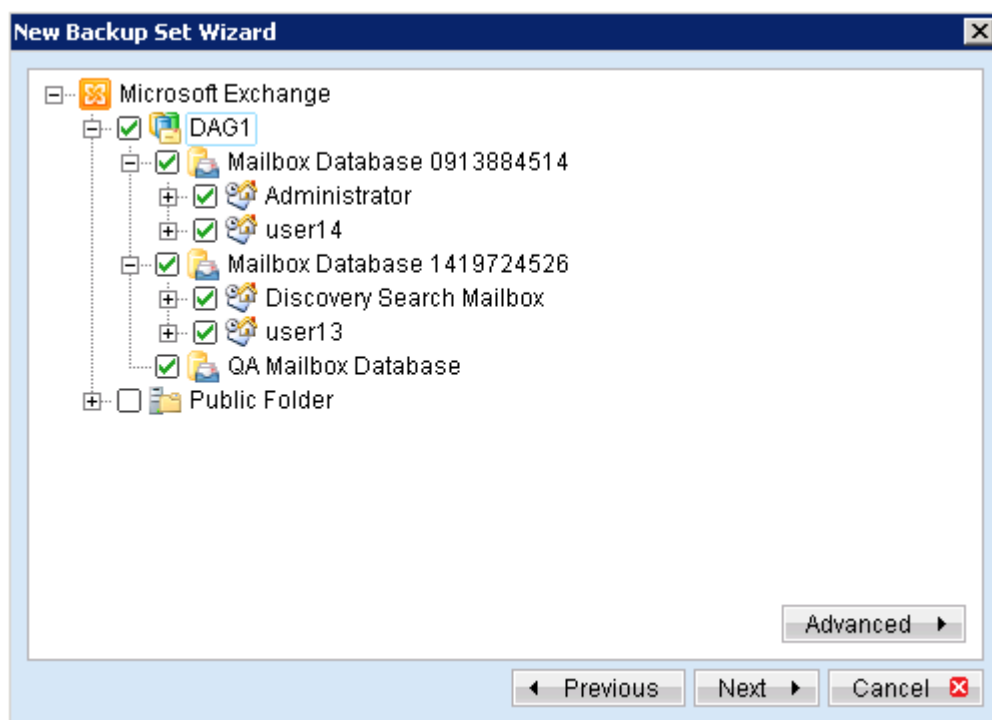 New Backup Set Wizard
Microsoft Exchange
DAG1
Mailbox Database 0913884514
Administrator
user14
Mailbox Database 1419724526
Discovery Search Mailbox
user13
QA Mailbox Database
Public Folder
Advanced
Previous Next Cancel